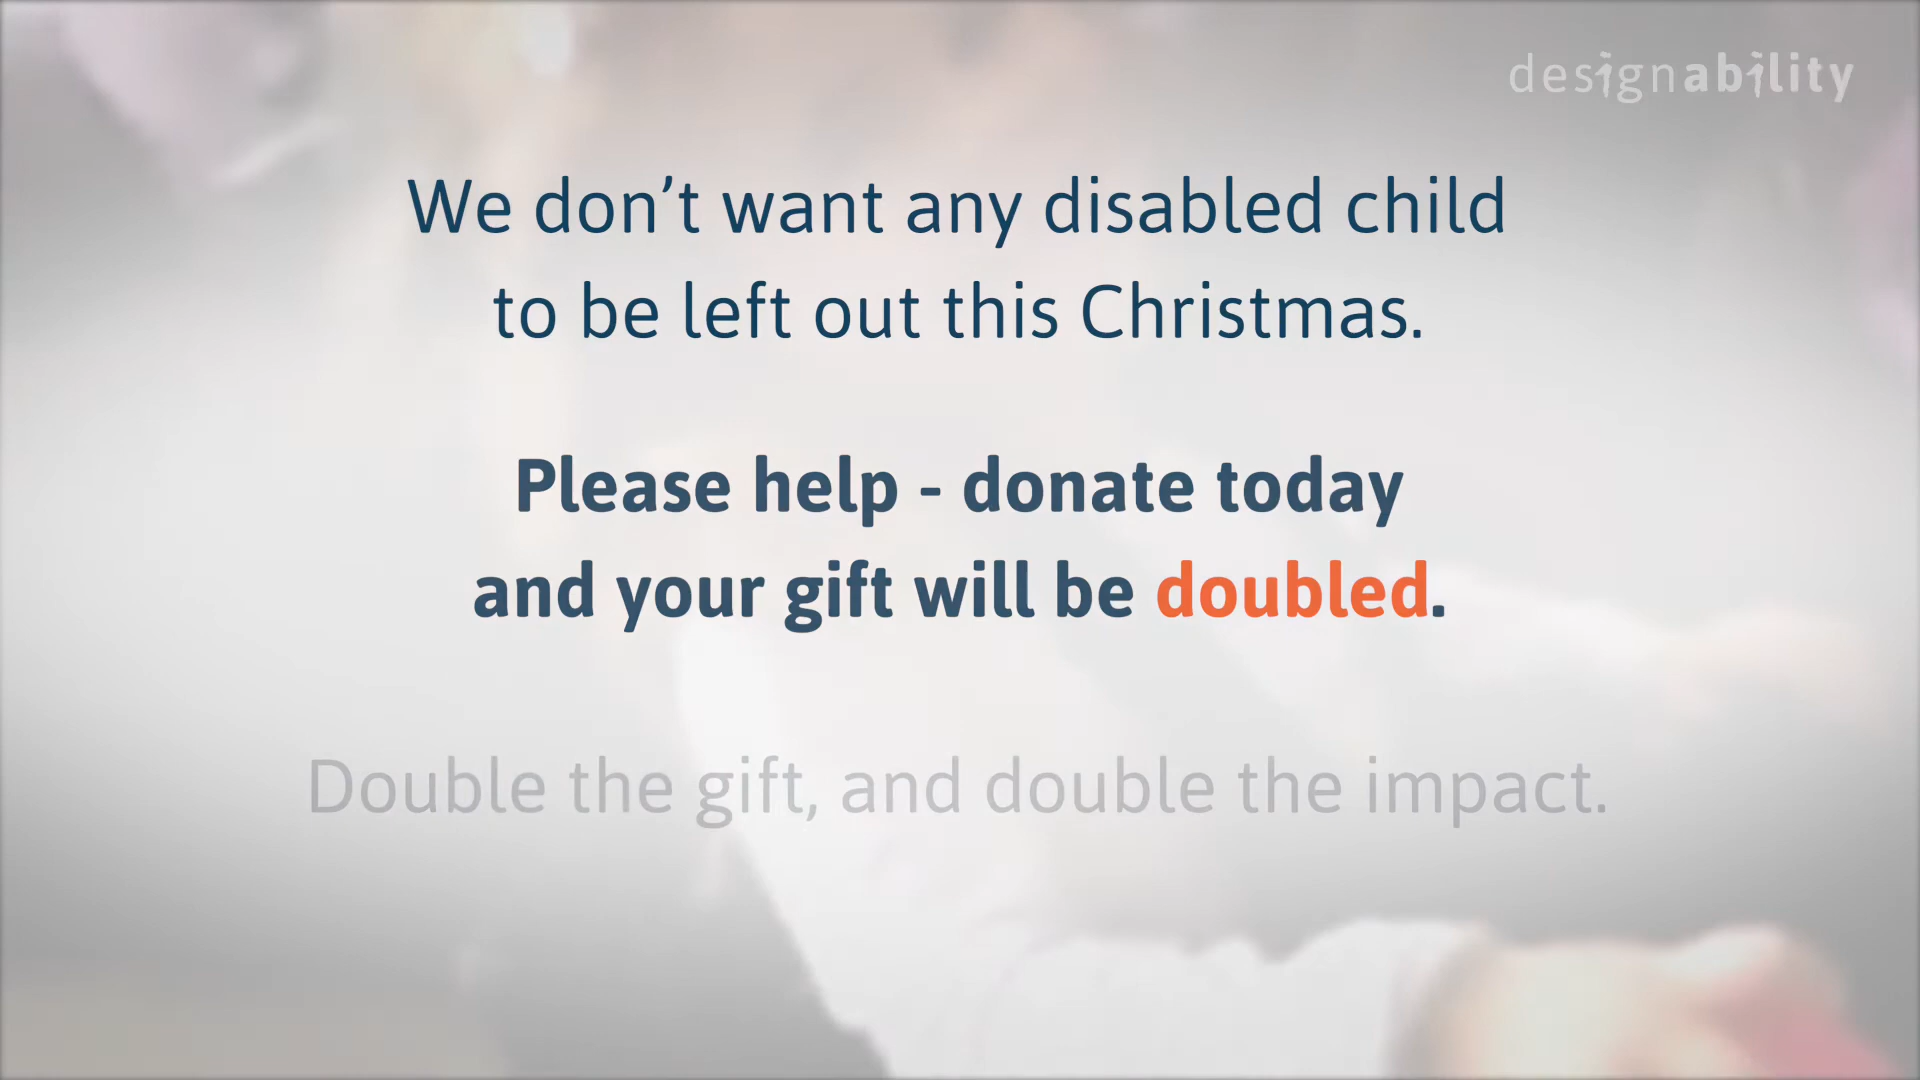 designability
We don’t want any disabled child
to be left out this Christmas.
Please help - donate today
and your gift will be doubled.
Double the gift, and double the impact.